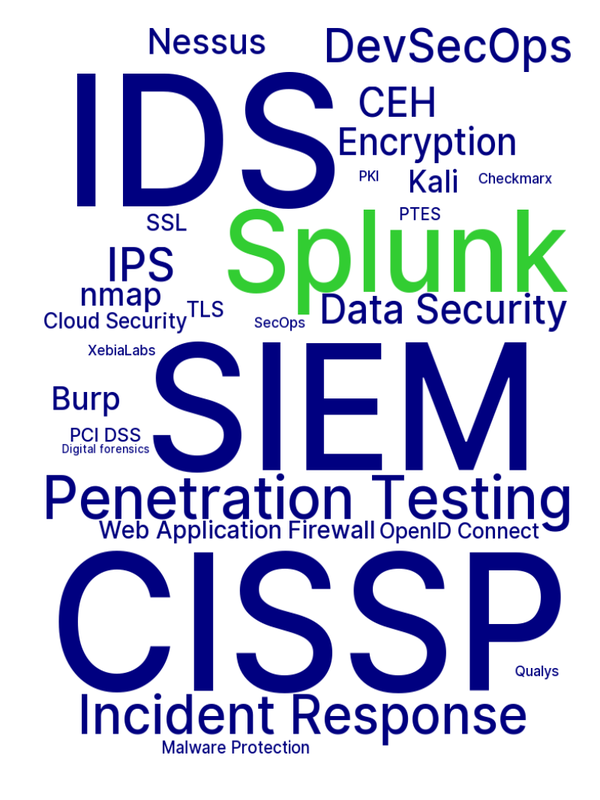 Nessus
DevSecOps
IDS
CEH
Encryption
PKI
Kali
Checkmarx
SSL
PTES
Splunk
IPS
nmap
TLS
Data Security
Cloud Security
SecOps
XebiaLabs
SIEM
Burp
PCI DSS
Digital forensics
Penetration Testing
Web Application Firewall
OpenID Connect
CISSP
Qualys
Incident Response
Malware Protection